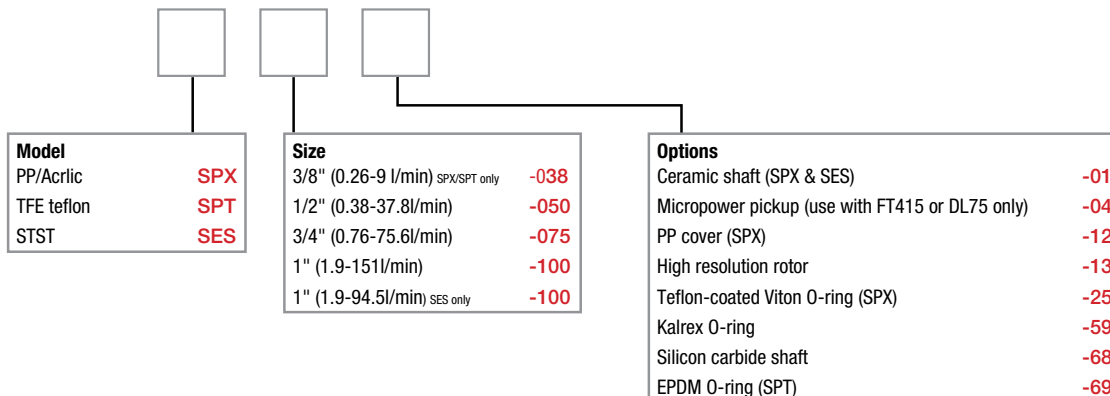 Model
PP/Acrlic SPX
TFE teflon SPT
STST SES
Size
3/8" (0.26-9 l/min) SPX/SPT only -038
1/2" (0.38-37.8l/min) -050
3/4" (0.76-75.6l/min) -075
1" (1.9-151l/min) -100
1" (1.9-94.5l/min) SES only -100
Options
Ceramic shaft (SPX & SES) -01
Micropower pickup (use with FT415 or DL75 only) -04
PP cover (SPX) -12
High resolution rotor -13
Teflon-coated Viton O-ring (SPX) -25
Kalrex O-ring -59
Silicon carbide shaft -68
EPDM O-ring (SPT) -69